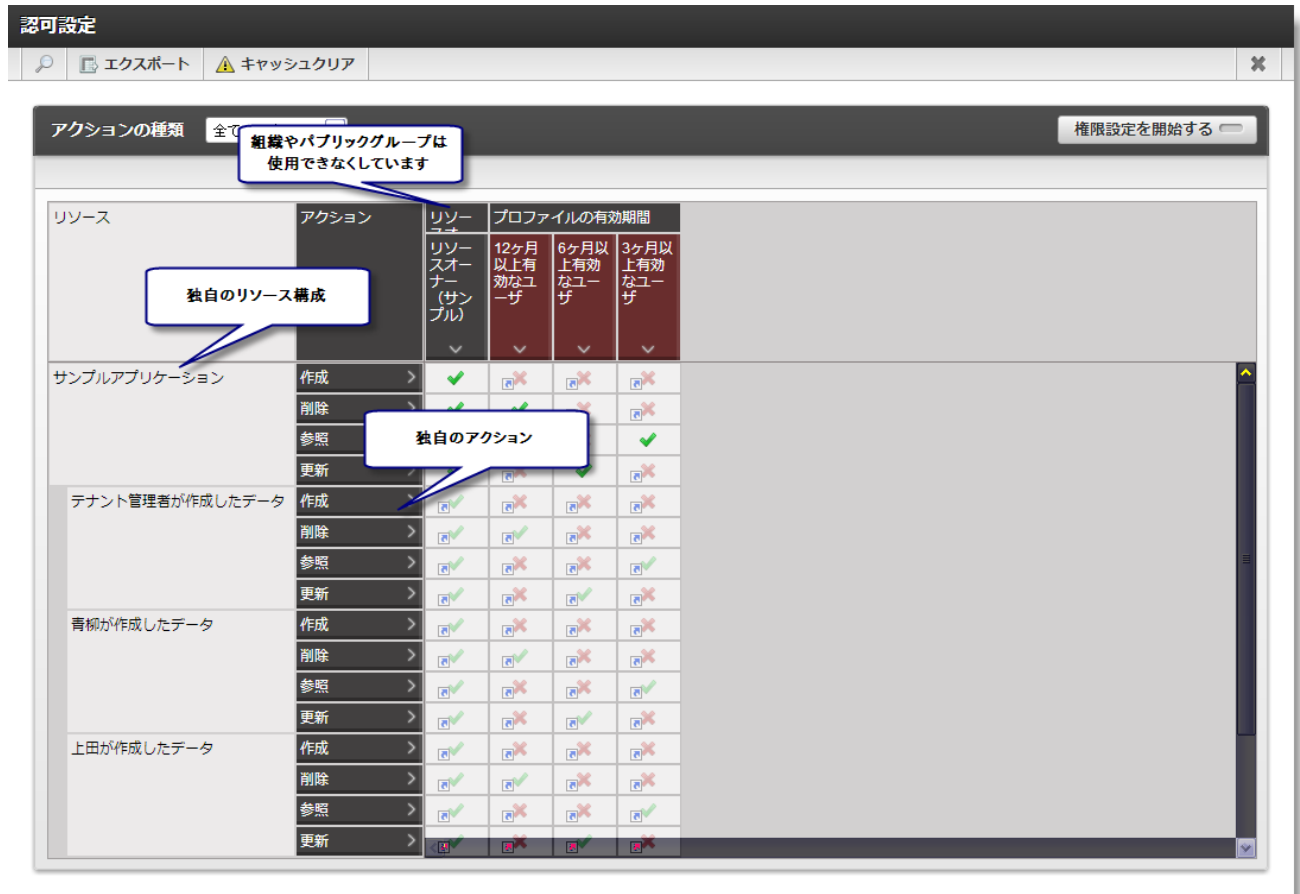 認可設定
エクスポート
キャッシュクリア
アクションの種類
全て
権限設定を開始する
組織やパブリックグループは
使用できなくしています
リソース
アクション
リソー
プロファイルの有効期間
リソー
スオー
ナー
（サン
プル）
12ヶ月
以上有
効なユ
ーザ
6ヶ月以
上有効
なユー
ザ
3ヶ月以
上有効
なユー
ザ
独自のリソース構成
サンプルアプリケーション
作成
削除
参照
更新
独自のアクション
テナント管理者が作成したデータ
作成
削除
参照
更新
青柳が作成したデータ
作成
削除
参照
更新
上田が作成したデータ
作成
削除
参照
更新